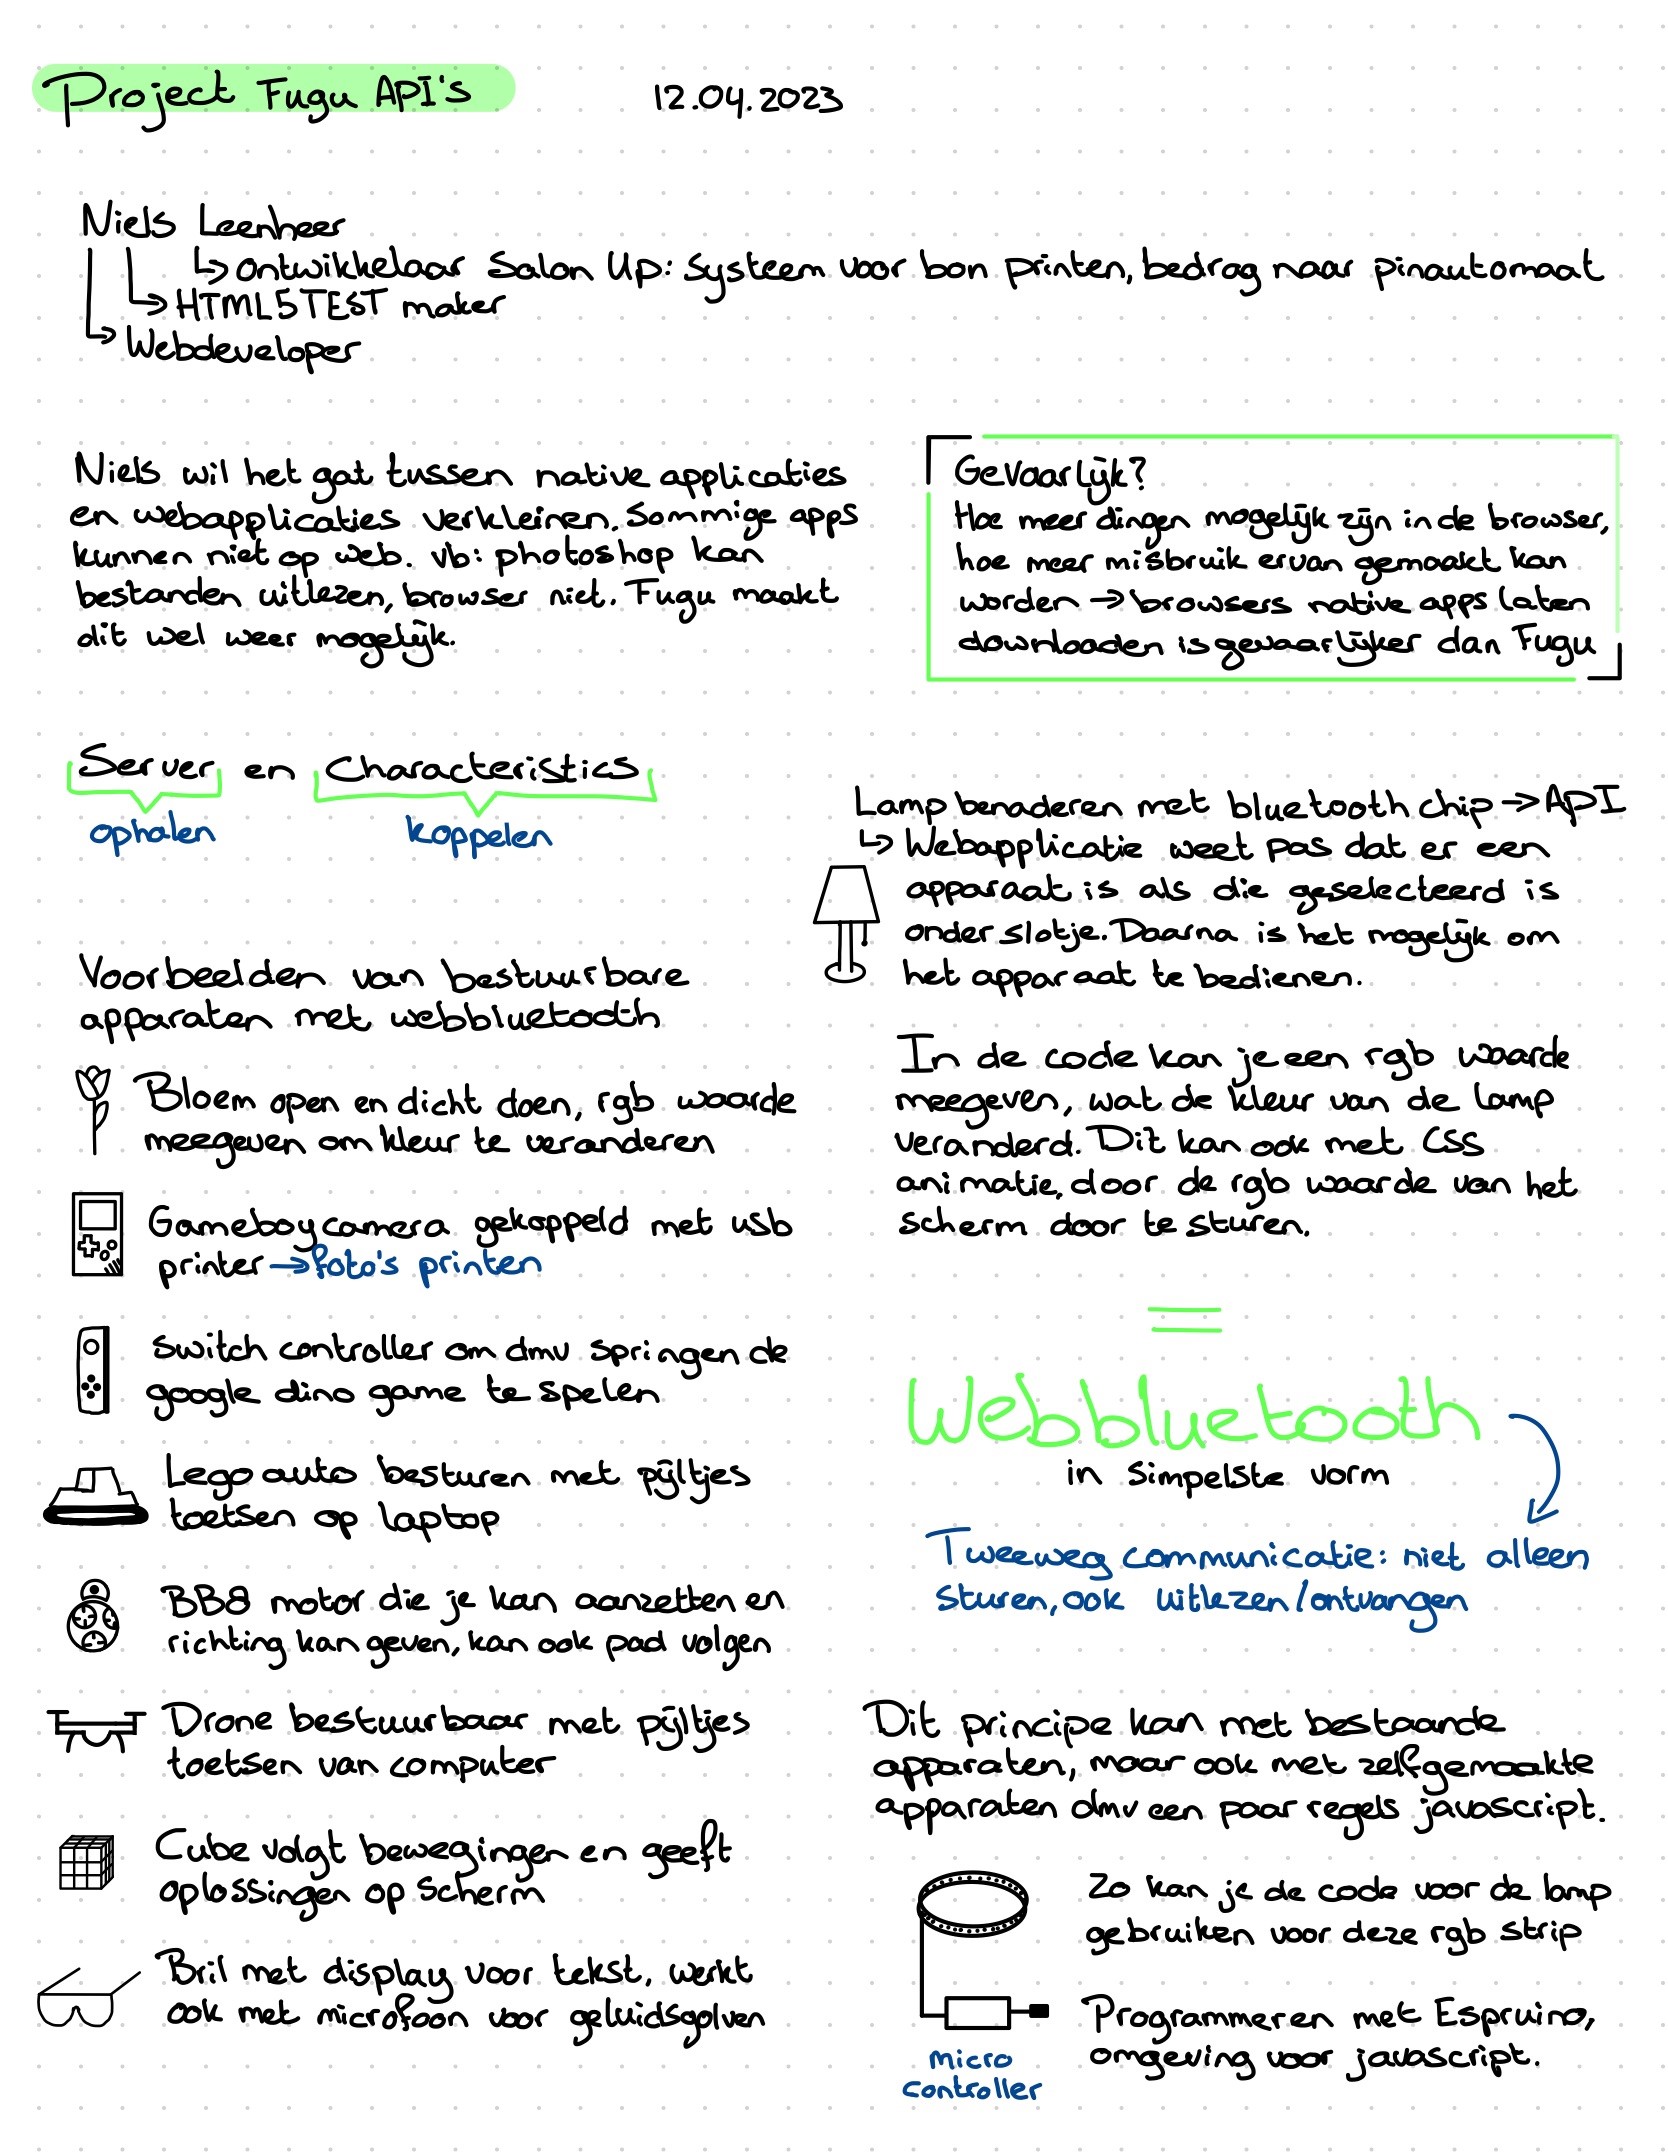 Project Fugu API's
12.04.2023
Niels Leenheer
ontwikkelaar Salon Up: systeem voor bon printen, bedrag naar pinautomaat
HTML5TEST maker
Webdeveloper
Niels wil het gat tussen native applicaties
en webapplicaties verkleinen. Sommige apps
kunnen niet op web. vb: photoshop kan
bestanden uitlezen, browser niet. Fugu maakt
dit wel weer mogelijk.
Gevaarlijk?
Hoe meer dingen mogelijk zijn in de browser,
hoe meer misbruik ervan gemaakt kan
worden → browsers native apps laten
downloaden is gevaarlijker dan Fugu
Server en Characteristics
ophalen
koppelen
Voorbeelden van bestuurbare
apparaten met webbluetooth
Bloem open en dicht doen, rgb waarde
meegeven om kleur te veranderen
Gameboy camera gekoppeld met usb
printer → foto's printen
Switch controller om dmv springen de
google dino game te spelen
Lego auto besturen met pijltjes
toetsen op laptop
BB8 motor die je kan aanzetten en
richting kan geven, kan ook pad volgen
Drone bestuurbaar met pijltjes
toetsen van computer
Cube volgt bewegingen en geeft
oplossingen op scherm
Bril met display voor tekst, werkt
ook met microfoon voor geluidsgolven
Lamp benaderen met bluetooth chip → API
Webapplicatie weet pas dat er een
apparaat is als die geselecteerd is
onder slotje. Daarna is het mogelijk om
het apparaat te bedienen.
In de code kan je een rgb waarde
meegeven, wat de kleur van de lamp
veranderd. Dit kan ook met CSS
animatie, door de rgb waarde van het
scherm door te sturen.
Webbluetooth
in simpelste vorm
Tweeweg communicatie: niet alleen
sturen, ook uitlezen/ontvangen
Dit principe kan met bestaande
apparaten, maar ook met zelfgemaakte
apparaten dmv een paar regels javascript.
Zo kan je de code voor de lamp
gebruiken voor deze rgb strip
Programmeren met Espruino,
omgeving voor javascript.
micro
controller